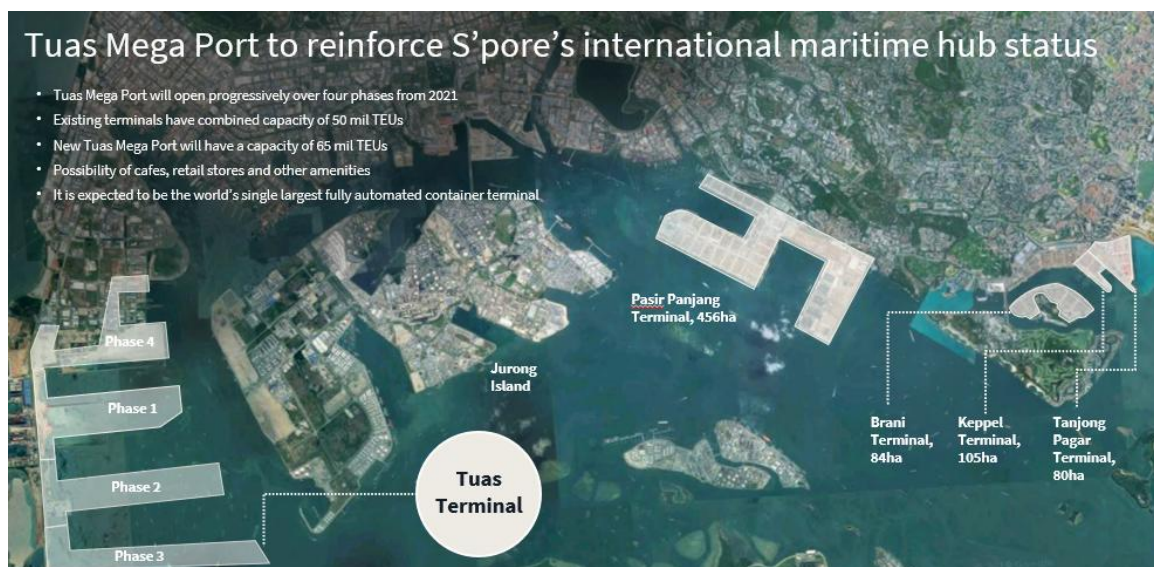 Tuas Mega Port to reinforce S'pore's international maritime hub status
• Tuas Mega Port will open progressively over four phases from 2021
• Existing terminals have combined capacity of 50 mil TEUs
• New Tuas Mega Port will have a capacity of 65 mil TEUs
• Possibility of cafes, retail stores and other amenities
• It is expected to be the world's single largest fully automated container terminal
Pasir Panjang
Terminal, 456ha
Phase 4
Jurong
Island
Phase 1
Brani
Terminal,
84ha
Keppel
Terminal,
105ha
Tanjong
Pagar
Terminal,
80ha
Tuas
Terminal
Phase 2
Phase 3